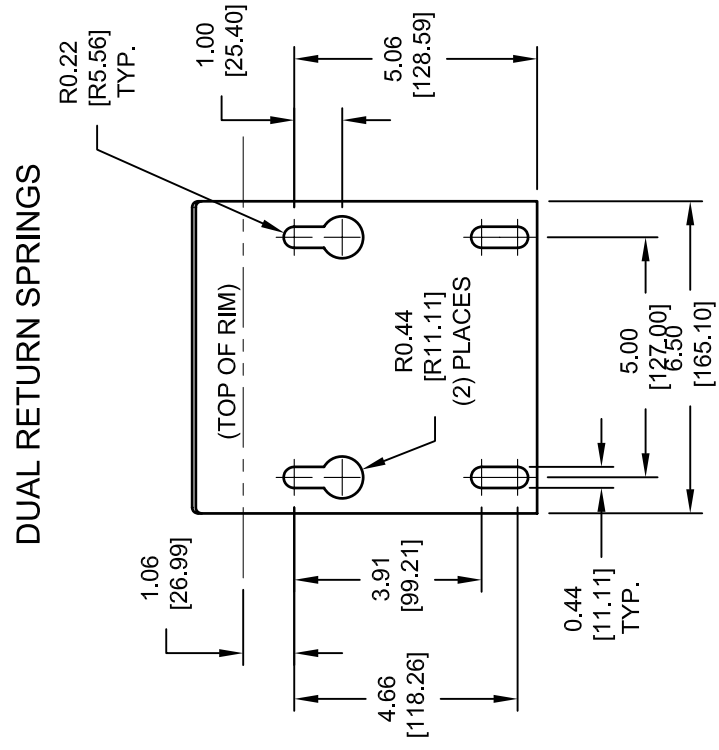 DUAL RETURN SPRINGS
R0.22
[R5.56]
TYP.
1.00
[25.40]
5.06
[128.59]
(TOP OF RIM)
R0.44
[R11.11]
(2) PLACES
5.00
[127.00]
6.50
[165.10]
1.06
[26.99]
3.91
[99.21]
4.66
[118.26]
0.44
[11.11]
TYP.